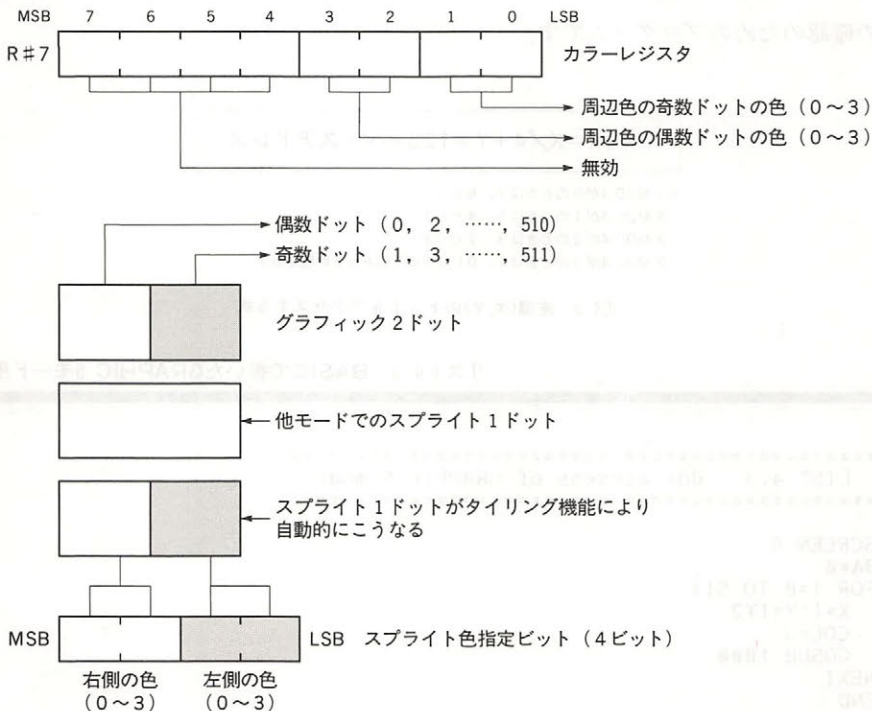 MSB 7 6 5 4 3 2 1 0 LSB
R#7 カラーレジスタ
周辺色の奇数ドットの色（0～3）
周辺色の偶数ドットの色（0～3）
無効
偶数ドット（0，2，……，510）
奇数ドット（1，3，……，511）
グラフィック2ドット
他モードでのスプライト1ドット
スプライト1ドットがタイリング機能により
自動的にこうなる
MSB LSB スプライト色指定ビット（4ビット）
右側の色 左側の色
（0～3） （0～3）